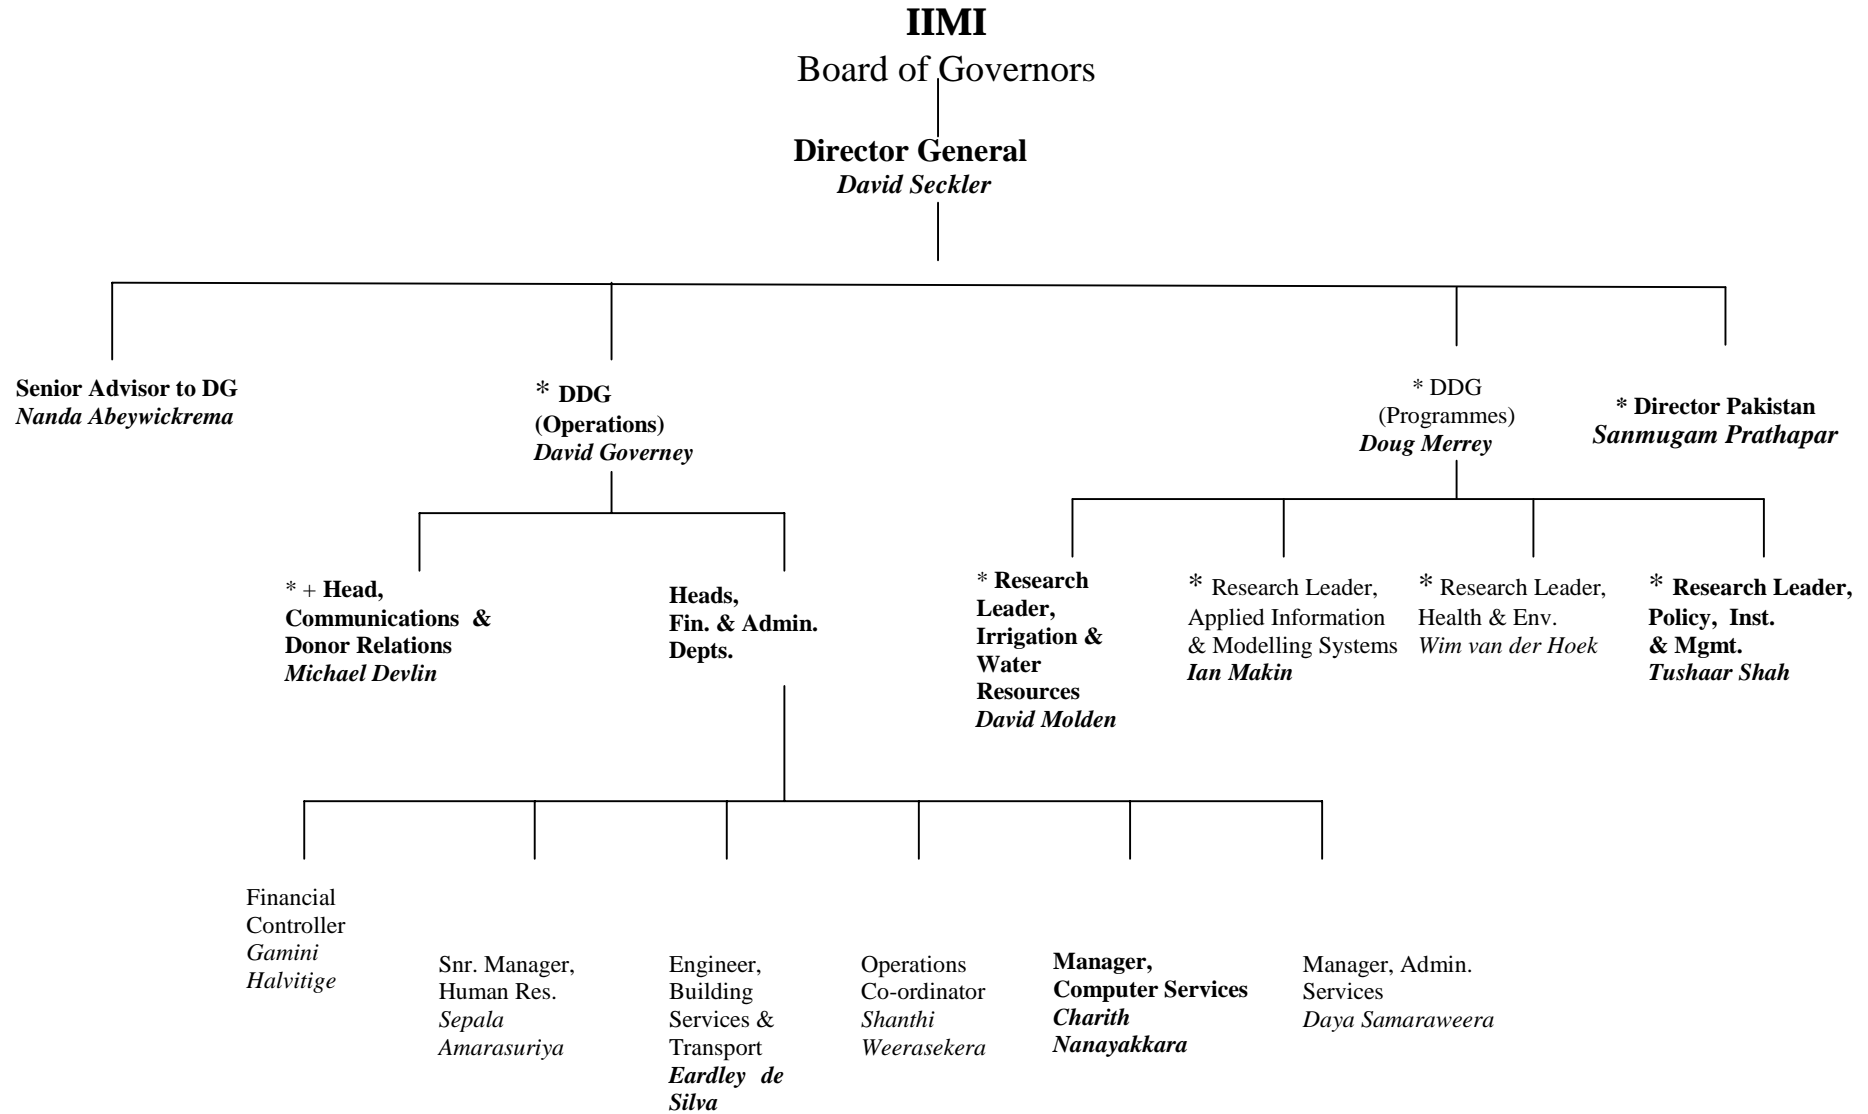 IIMI
Board of Governors
Director General
David Seckler
Senior Advisor to DG
Nanda Abeywickrema
* DDG
(Operations)
David Governey
* DDG
(Programmes)
Doug Merrey
* Director Pakistan
Sanmugam Prathapar
* + Head,
Communications &
Donor Relations
Michael Devlin
Heads,
Fin. & Admin.
Depts.
* Research
Leader,
Irrigation &
Water
Resources
David Molden
* Research Leader,
Applied Information
& Modelling Systems
Ian Makin
* Research Leader,
Health & Env.
Wim van der Hoek
* Research Leader,
Policy, Inst.
& Mgmt.
Tushaar Shah
Financial
Controller
Gamini
Halvitige
Snr. Manager,
Human Res.
Sepala
Amarasuriya
Engineer,
Building
Services &
Transport
Eardley de
Silva
Operations
Co-ordinator
Shanthi
Weerasekera
Manager,
Computer Services
Charith
Nanayakkara
Manager, Admin.
Services
Daya Samaraweera